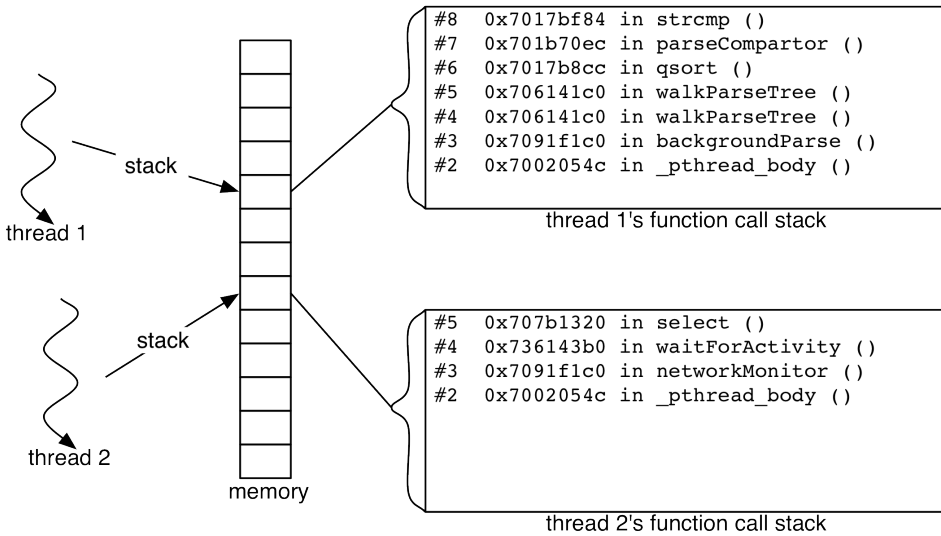 #8  0x7017bf84 in strcmp ()
#7  0x701b70ec in parseCompartor ()
#6  0x7017b8cc in qsort ()
#5  0x706141c0 in walkParseTree ()
#4  0x706141c0 in walkParseTree ()
#3  0x7091f1c0 in backgroundParse ()
#2  0x7002054c in _pthread_body ()
thread 1's function call stack
stack
thread 1
#5  0x707b1320 in select ()
#4  0x736143b0 in waitForActivity ()
#3  0x7091f1c0 in networkMonitor ()
#2  0x7002054c in _pthread_body ()
stack
thread 2
memory
thread 2's function call stack